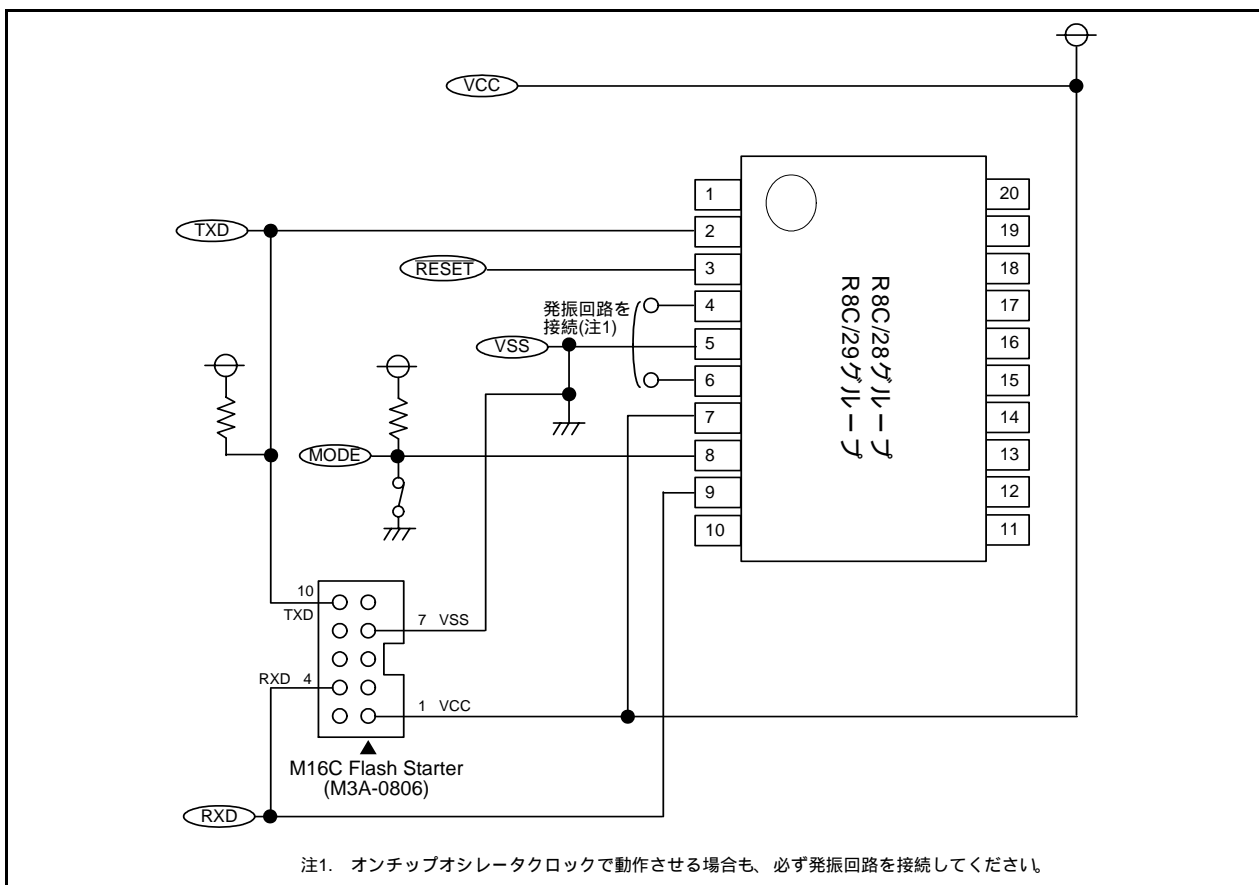 VCC
TXD
RESET
発振回路を
接続(注1)
VSS
MODE
1
2
3
4
5
6
7
8
9
10
20
19
18
17
16
15
14
13
12
11
R8C/28グループ
R8C/29グループ
10
TXD
7 VSS
RXD 4
1 VCC
M16C Flash Starter
(M3A-0806)
RXD
注1. オンチップオシレータクロックで動作させる場合も、必ず発振回路を接続してください。